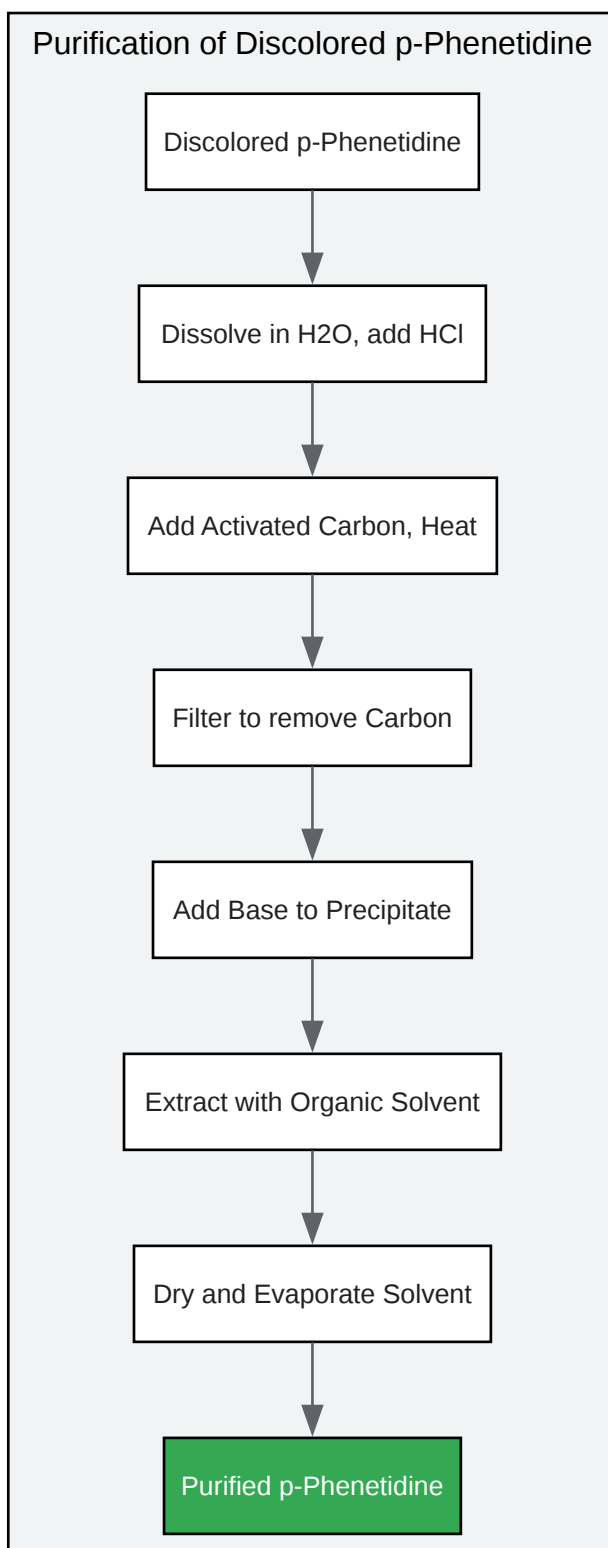 Purification of Discolored p-Phenetidine
Discolored p-Phenetidine
Dissolve in H2O, add HCl
Add Activated Carbon, Heat
Filter to remove Carbon
Add Base to Precipitate
Extract with Organic Solvent
Dry and Evaporate Solvent
Purified p-Phenetidine